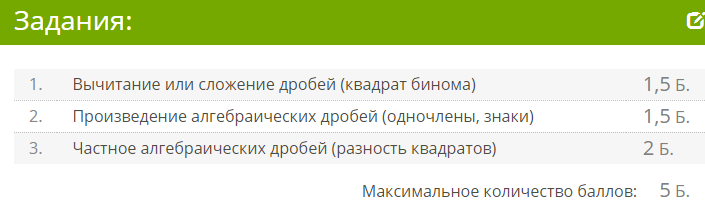 Задания:
1. Вычитание или сложение дробей (квадрат бинома) 1,5 Б.
2. Произведение алгебраических дробей (одночлены, знаки) 1,5 Б.
3. Частное алгебраических дробей (разность квадратов) 2 Б.
Максимальное количество баллов: 5 Б.